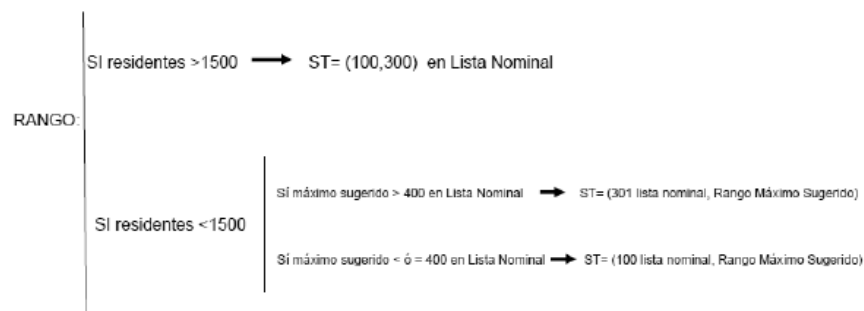 SI residentes >1500 ST= (100,300) en Lista Nominal
RANGO:
Sí máximo sugerido > 400 en Lista Nominal ST= (301 lista nominal, Rango Máximo Sugerido)
SI residentes <1500
Sí máximo sugerido < ó = 400 en Lista Nominal ST= (100 lista nominal, Rango Máximo Sugerido)